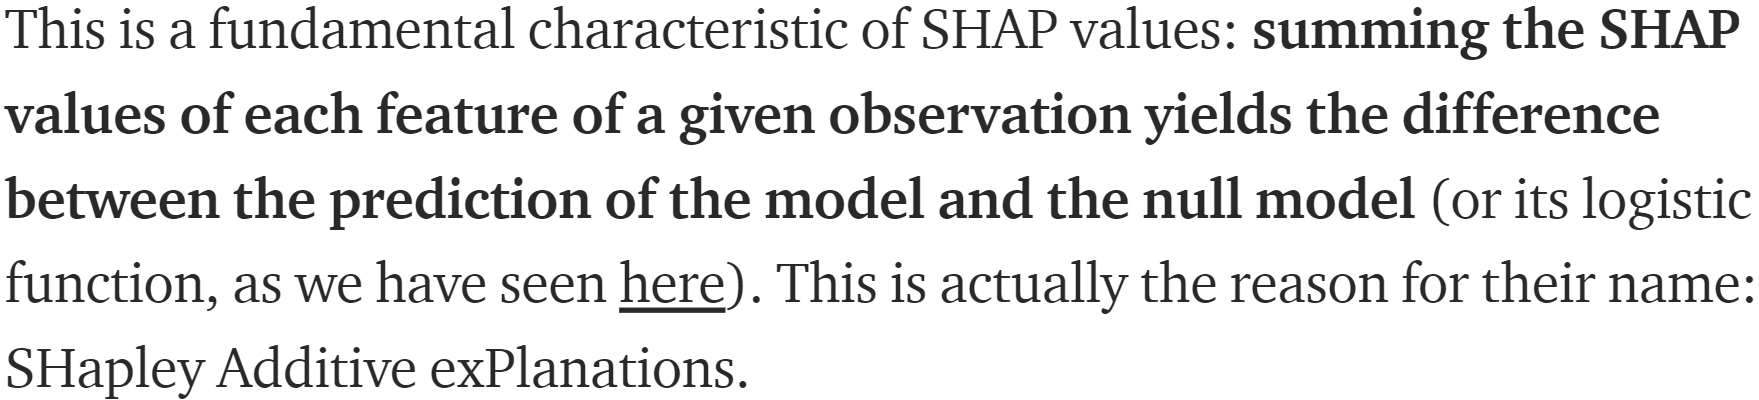 This is a fundamental characteristic of SHAP values: summing the SHAP
values of each feature of a given observation yields the difference
between the prediction of the model and the null model (or its logistic
function, as we have seen here). This is actually the reason for their name:
SHapley Additive exPlanations.